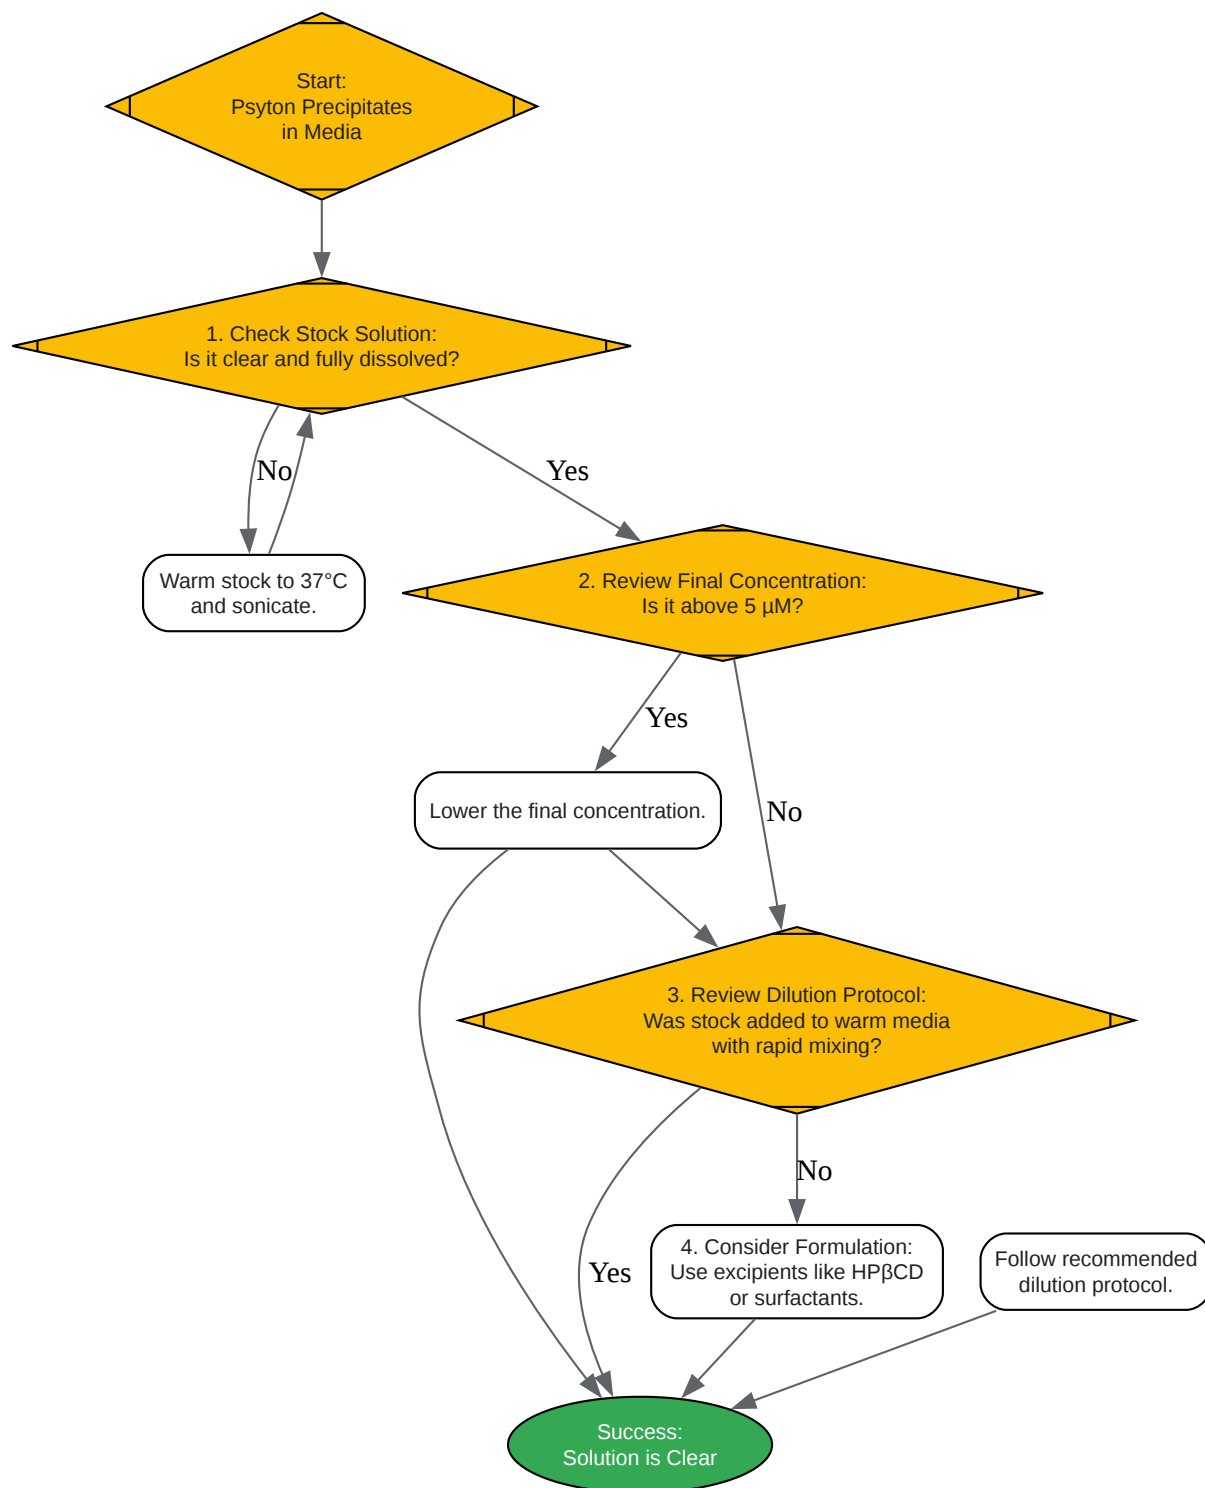 Start:
Psyton Precipitates
in Media
1. Check Stock Solution:
Is it clear and fully dissolved?
No
Yes
Warm stock to 37°C
and sonicate.
2. Review Final Concentration:
Is it above 5 µM?
Yes
No
Lower the final concentration.
3. Review Dilution Protocol:
Was stock added to warm media
with rapid mixing?
No
Yes
4. Consider Formulation:
Use excipients like HPβCD
or surfactants.
Follow recommended
dilution protocol.
Success:
Solution is Clear